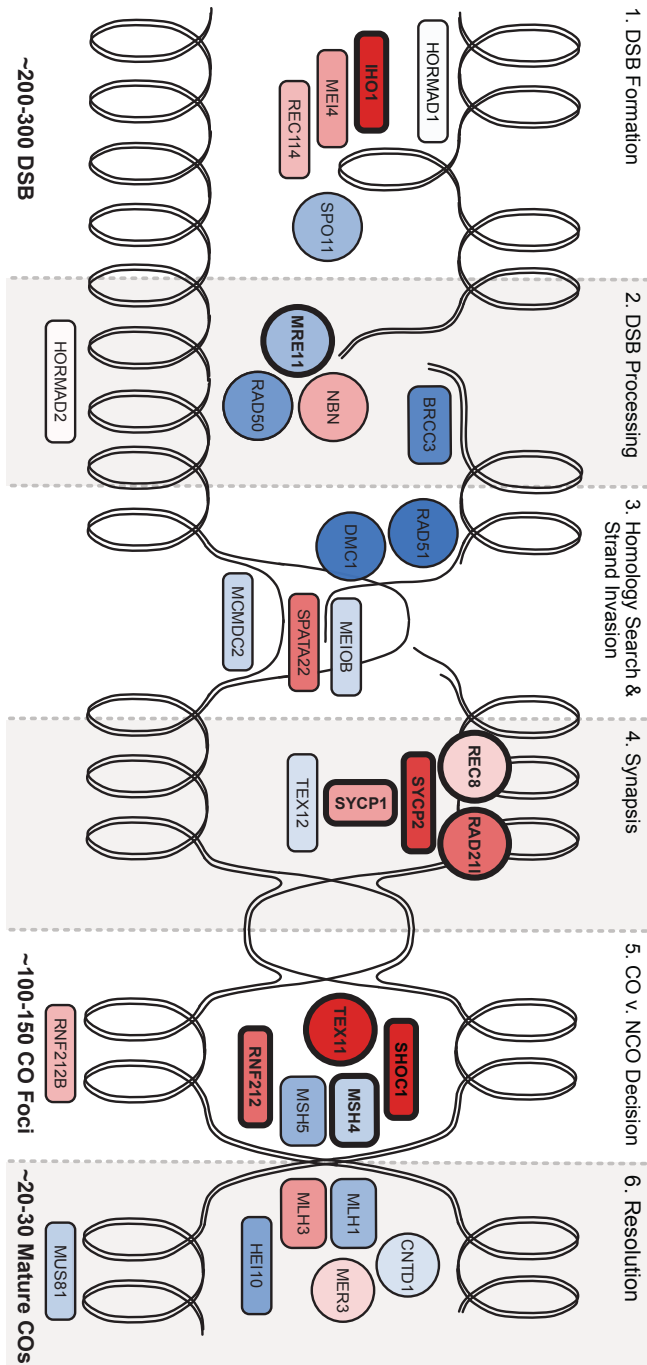 1. DSB Formation
HORMAD1
IHO1
MEI4
REC114
SPO11
~200-300 DSB
2. DSB Processing
BRCC3
MRE11
NBN
RAD50
HORMAD2
3. Homology Search &
Strand Invasion
RAD51
DMC1
MEIOB
SPATA22
MCMDC2
4. Synapsis
REC8
RAD21l
SYCP2
SYCP1
TEX12
5. CO v. NCO Decision
SHOC1
TEX11
MSH4
MSH5
RNF212
RNF212B
~100-150 CO Foci
6. Resolution
CNTD1
MLH1
MER3
MLH3
HEI10
MUS81
~20-30 Mature COs